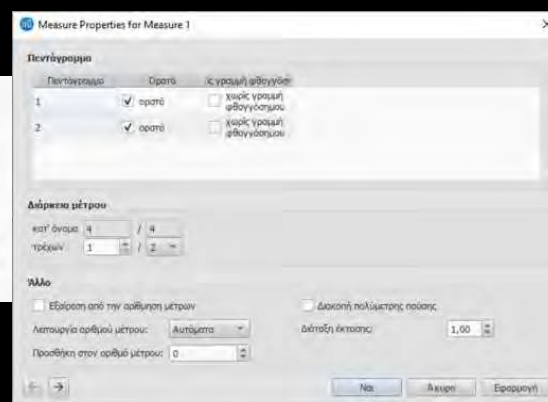 Measure Properties for Measure 1
Πεντάγραμμο
Πεντάγραμμο Ορατό ίς γραμμή φθογγόση
1 ορατό χωρίς γραμμή φθογγόσημου
2 ορατό χωρίς γραμμή φθογγόσημου
Διάρκεια μέτρου
κατ' όνομα 4 / 4
τρέχων 1 / 2
Άλλο
Εξαίρεση από την αρίθμηση μέτρων Διακοπή πολύμετρης παύσης
Λειτουργία αριθμού μέτρου: Αυτόματα Διάταξη έκτασης: 1,00
Προσθήκη στον αριθμό μέτρου: 0
Ναι Άκυρο Εφαρμογή